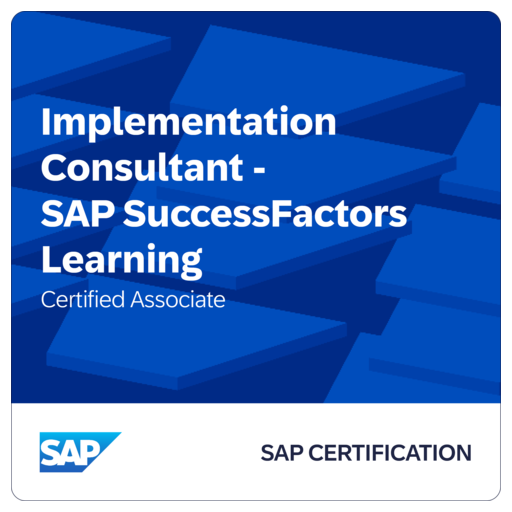 Implementation
Consultant -
SAP SuccessFactors
Learning
Certified Associate
SAP
SAP CERTIFICATION